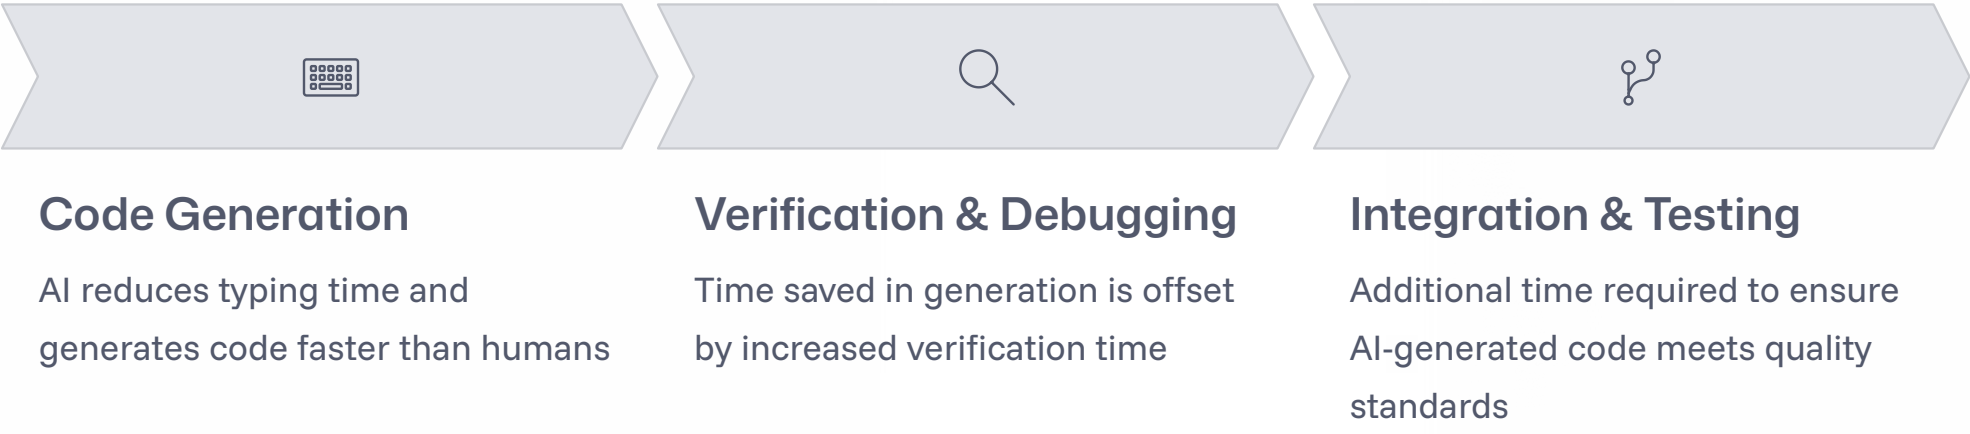 Code Generation
AI reduces typing time and
generates code faster than humans
Verification & Debugging
Time saved in generation is offset
by increased verification time
Integration & Testing
Additional time required to ensure
AI-generated code meets quality
standards